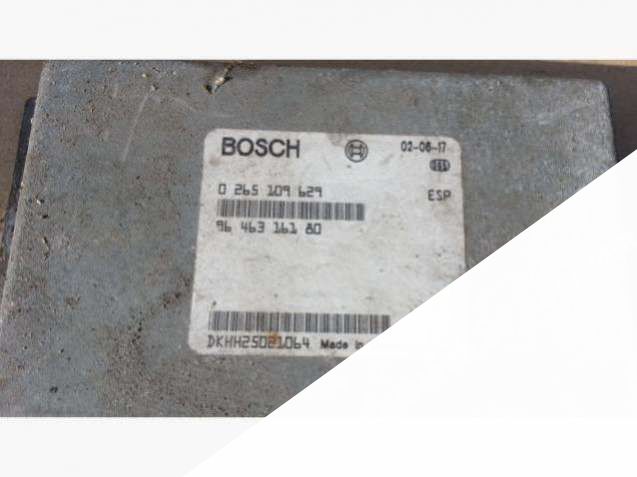 BOSCH 02-06-17
0 265 109 629 ESP
96 463 161 80
DKHH25021064 Made in